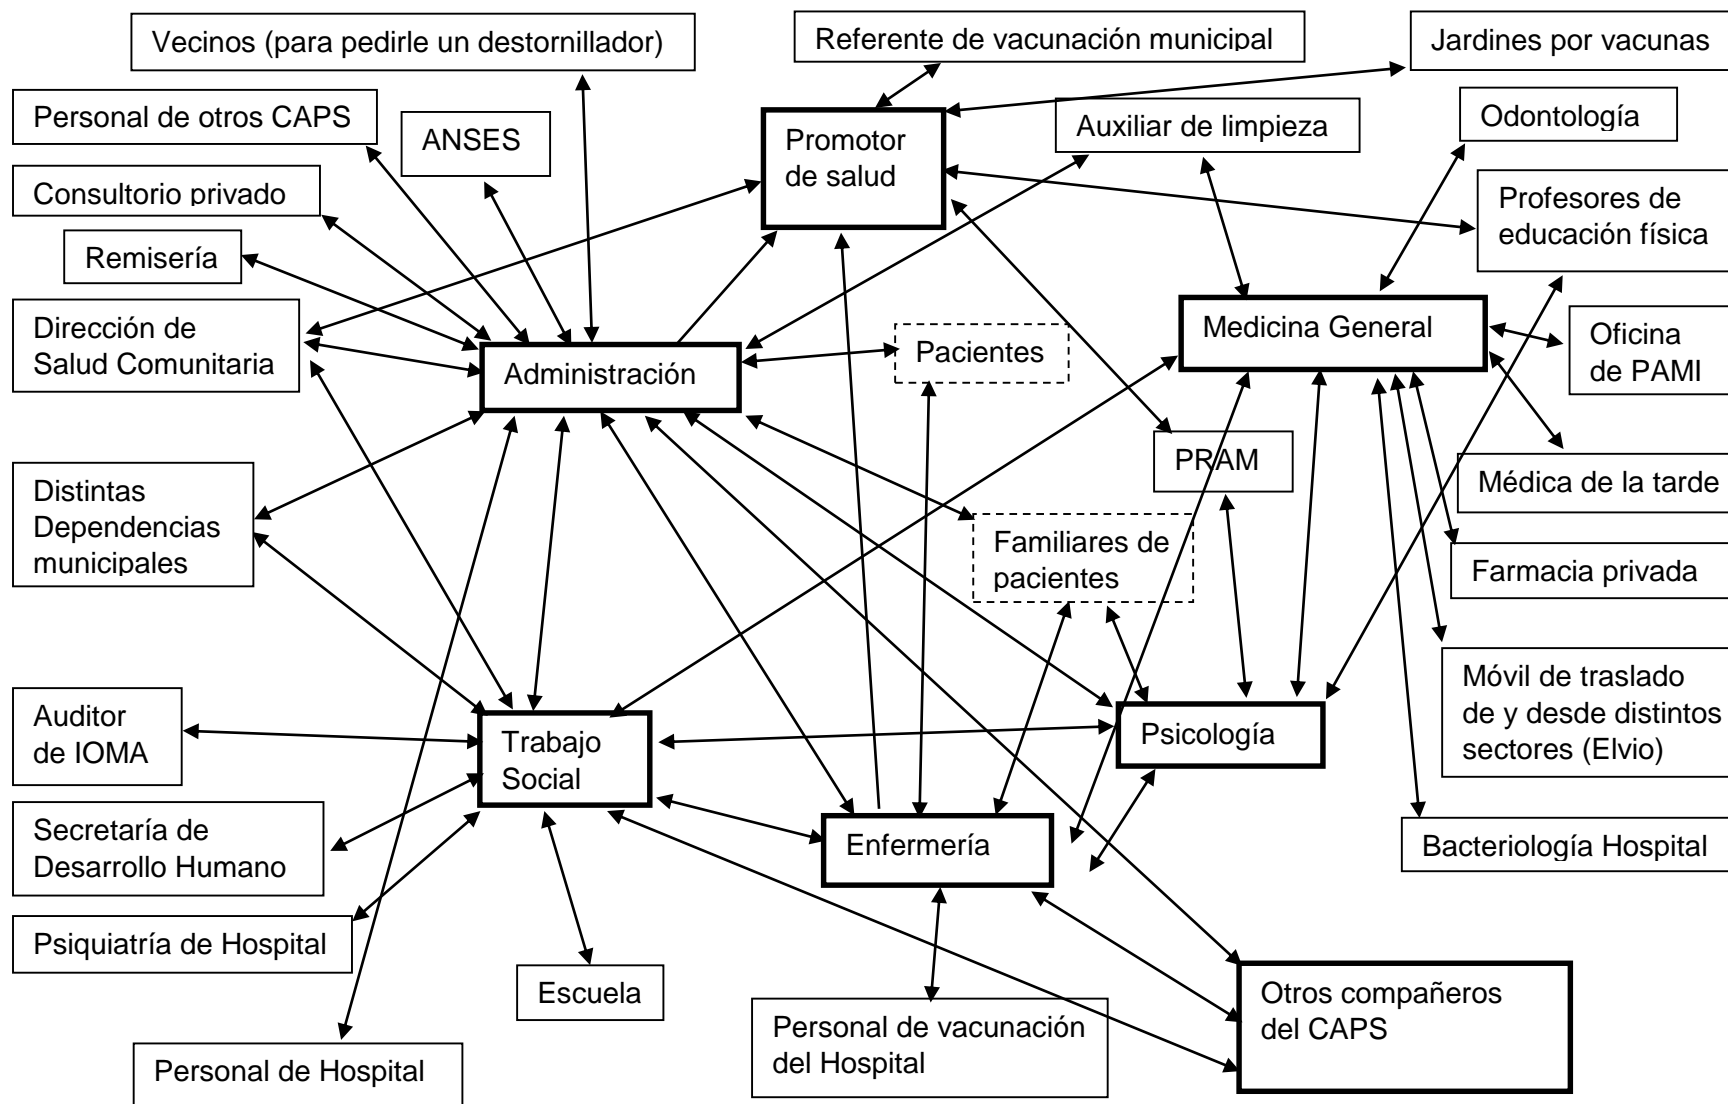 Vecinos (para pedirle un destornillador)
Referente de vacunación municipal
Jardines por vacunas
Personal de otros CAPS
ANSES
Promotor
de salud
Auxiliar de limpieza
Odontología
Consultorio privado
Profesores de
educación física
Remisería
Dirección de
Salud Comunitaria
Administración
Pacientes
Medicina General
Oficina
de PAMI
PRAM
Médica de la tarde
Distintas
Dependencias
municipales
Familiares de
pacientes
Farmacia privada
Auditor
de IOMA
Trabajo
Social
Psicología
Móvil de traslado
de y desde distintos
sectores (Elvio)
Secretaría de
Desarrollo Humano
Enfermería
Bacteriología Hospital
Psiquiatría de Hospital
Escuela
Otros compañeros
del CAPS
Personal de vacunación
del Hospital
Personal de Hospital